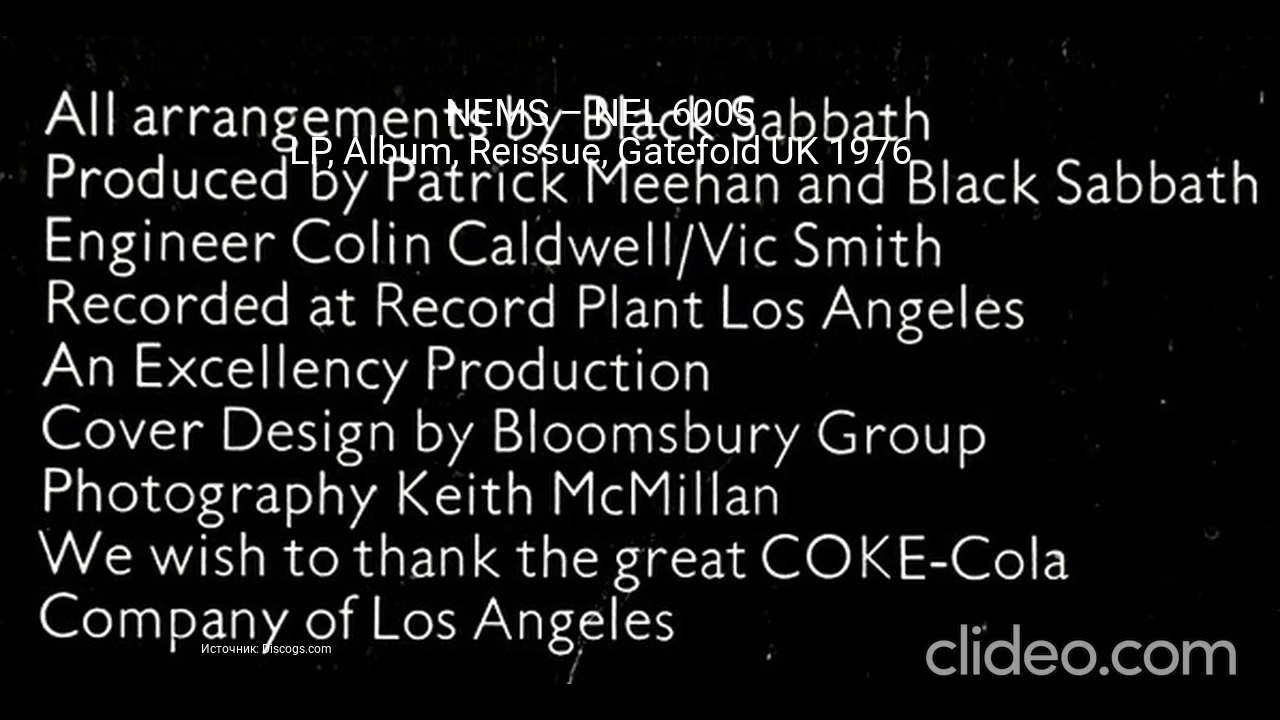 All arrangements by Black Sabbath
NEMS – NEL 6005
LP, Album, Reissue, Gatefold UK 1976
Produced by Patrick Meehan and Black Sabbath
Engineer Colin Caldwell/Vic Smith
Recorded at Record Plant Los Angeles
An Excellency Production
Cover Design by Bloomsbury Group
Photography Keith McMillan
We wish to thank the great COKE-Cola
Company of Los Angeles
Источник: Discogs.com
clideo.com